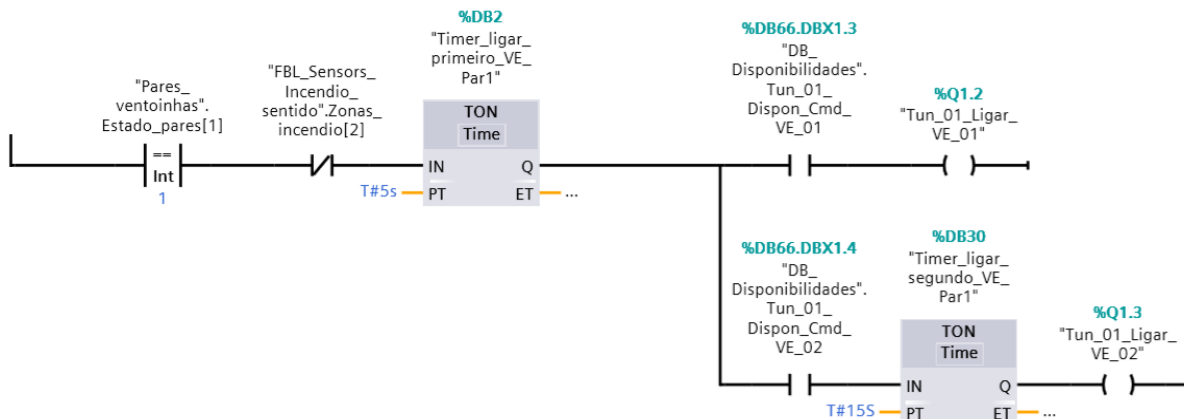 %DB2
"Timer_ligar_
primeiro_VE_
Par1"
"Pares_
ventoinhas".
Estado_pares[1]
==
Int
1
"FBL_Sensors_
Incendio_
sentido".Zonas_
incendio[2]
TON
Time
IN
Q
T#5s
PT
ET
...
%DB66.DBX1.3
"DB_
Disponibilidades".
Tun_01_
Dispon_Cmd_
VE_01
%Q1.2
"Tun_01_Ligar_
VE_01"
%DB66.DBX1.4
"DB_
Disponibilidades".
Tun_01_
Dispon_Cmd_
VE_02
%DB30
"Timer_ligar_
segundo_VE_
Par1"
TON
Time
IN
Q
T#15S
PT
ET
...
%Q1.3
"Tun_01_Ligar_
VE_02"